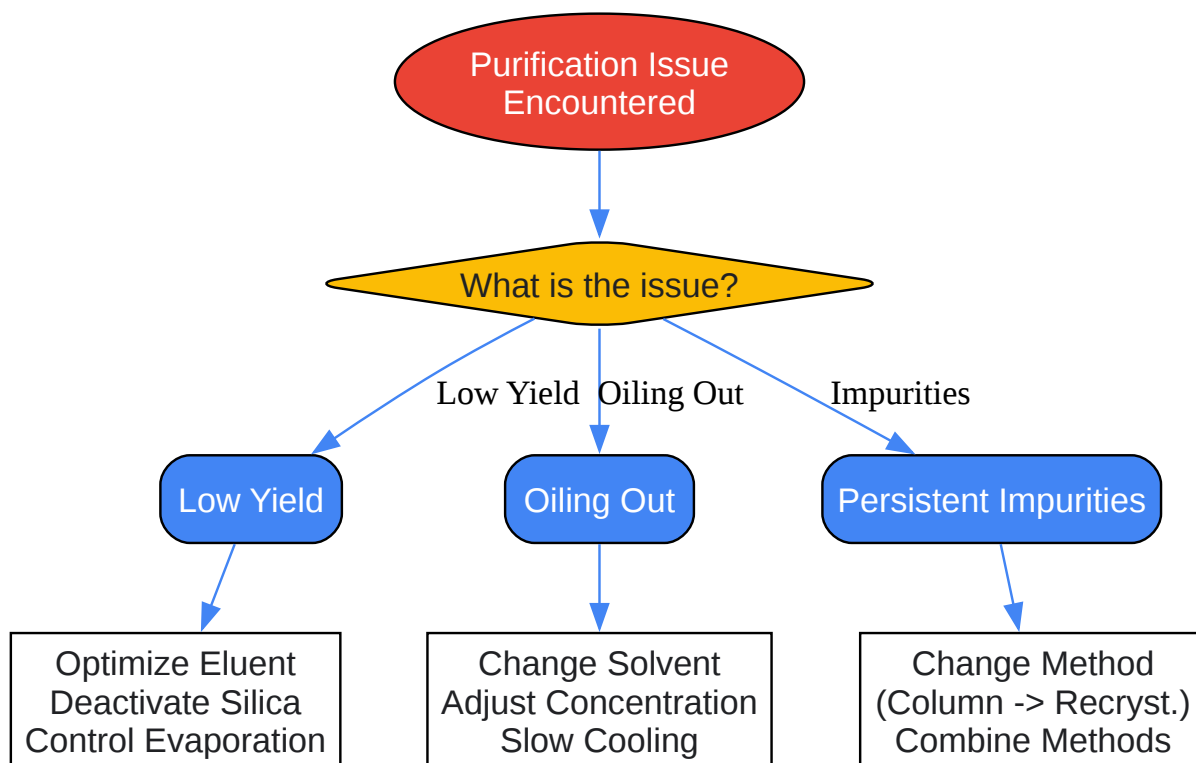 Purification Issue
Encountered
What is the issue?
Low Yield
Oiling Out
Impurities
Low Yield
Oiling Out
Persistent Impurities
Optimize Eluent
Deactivate Silica
Control Evaporation
Change Solvent
Adjust Concentration
Slow Cooling
Change Method
(Column -> Recryst.)
Combine Methods